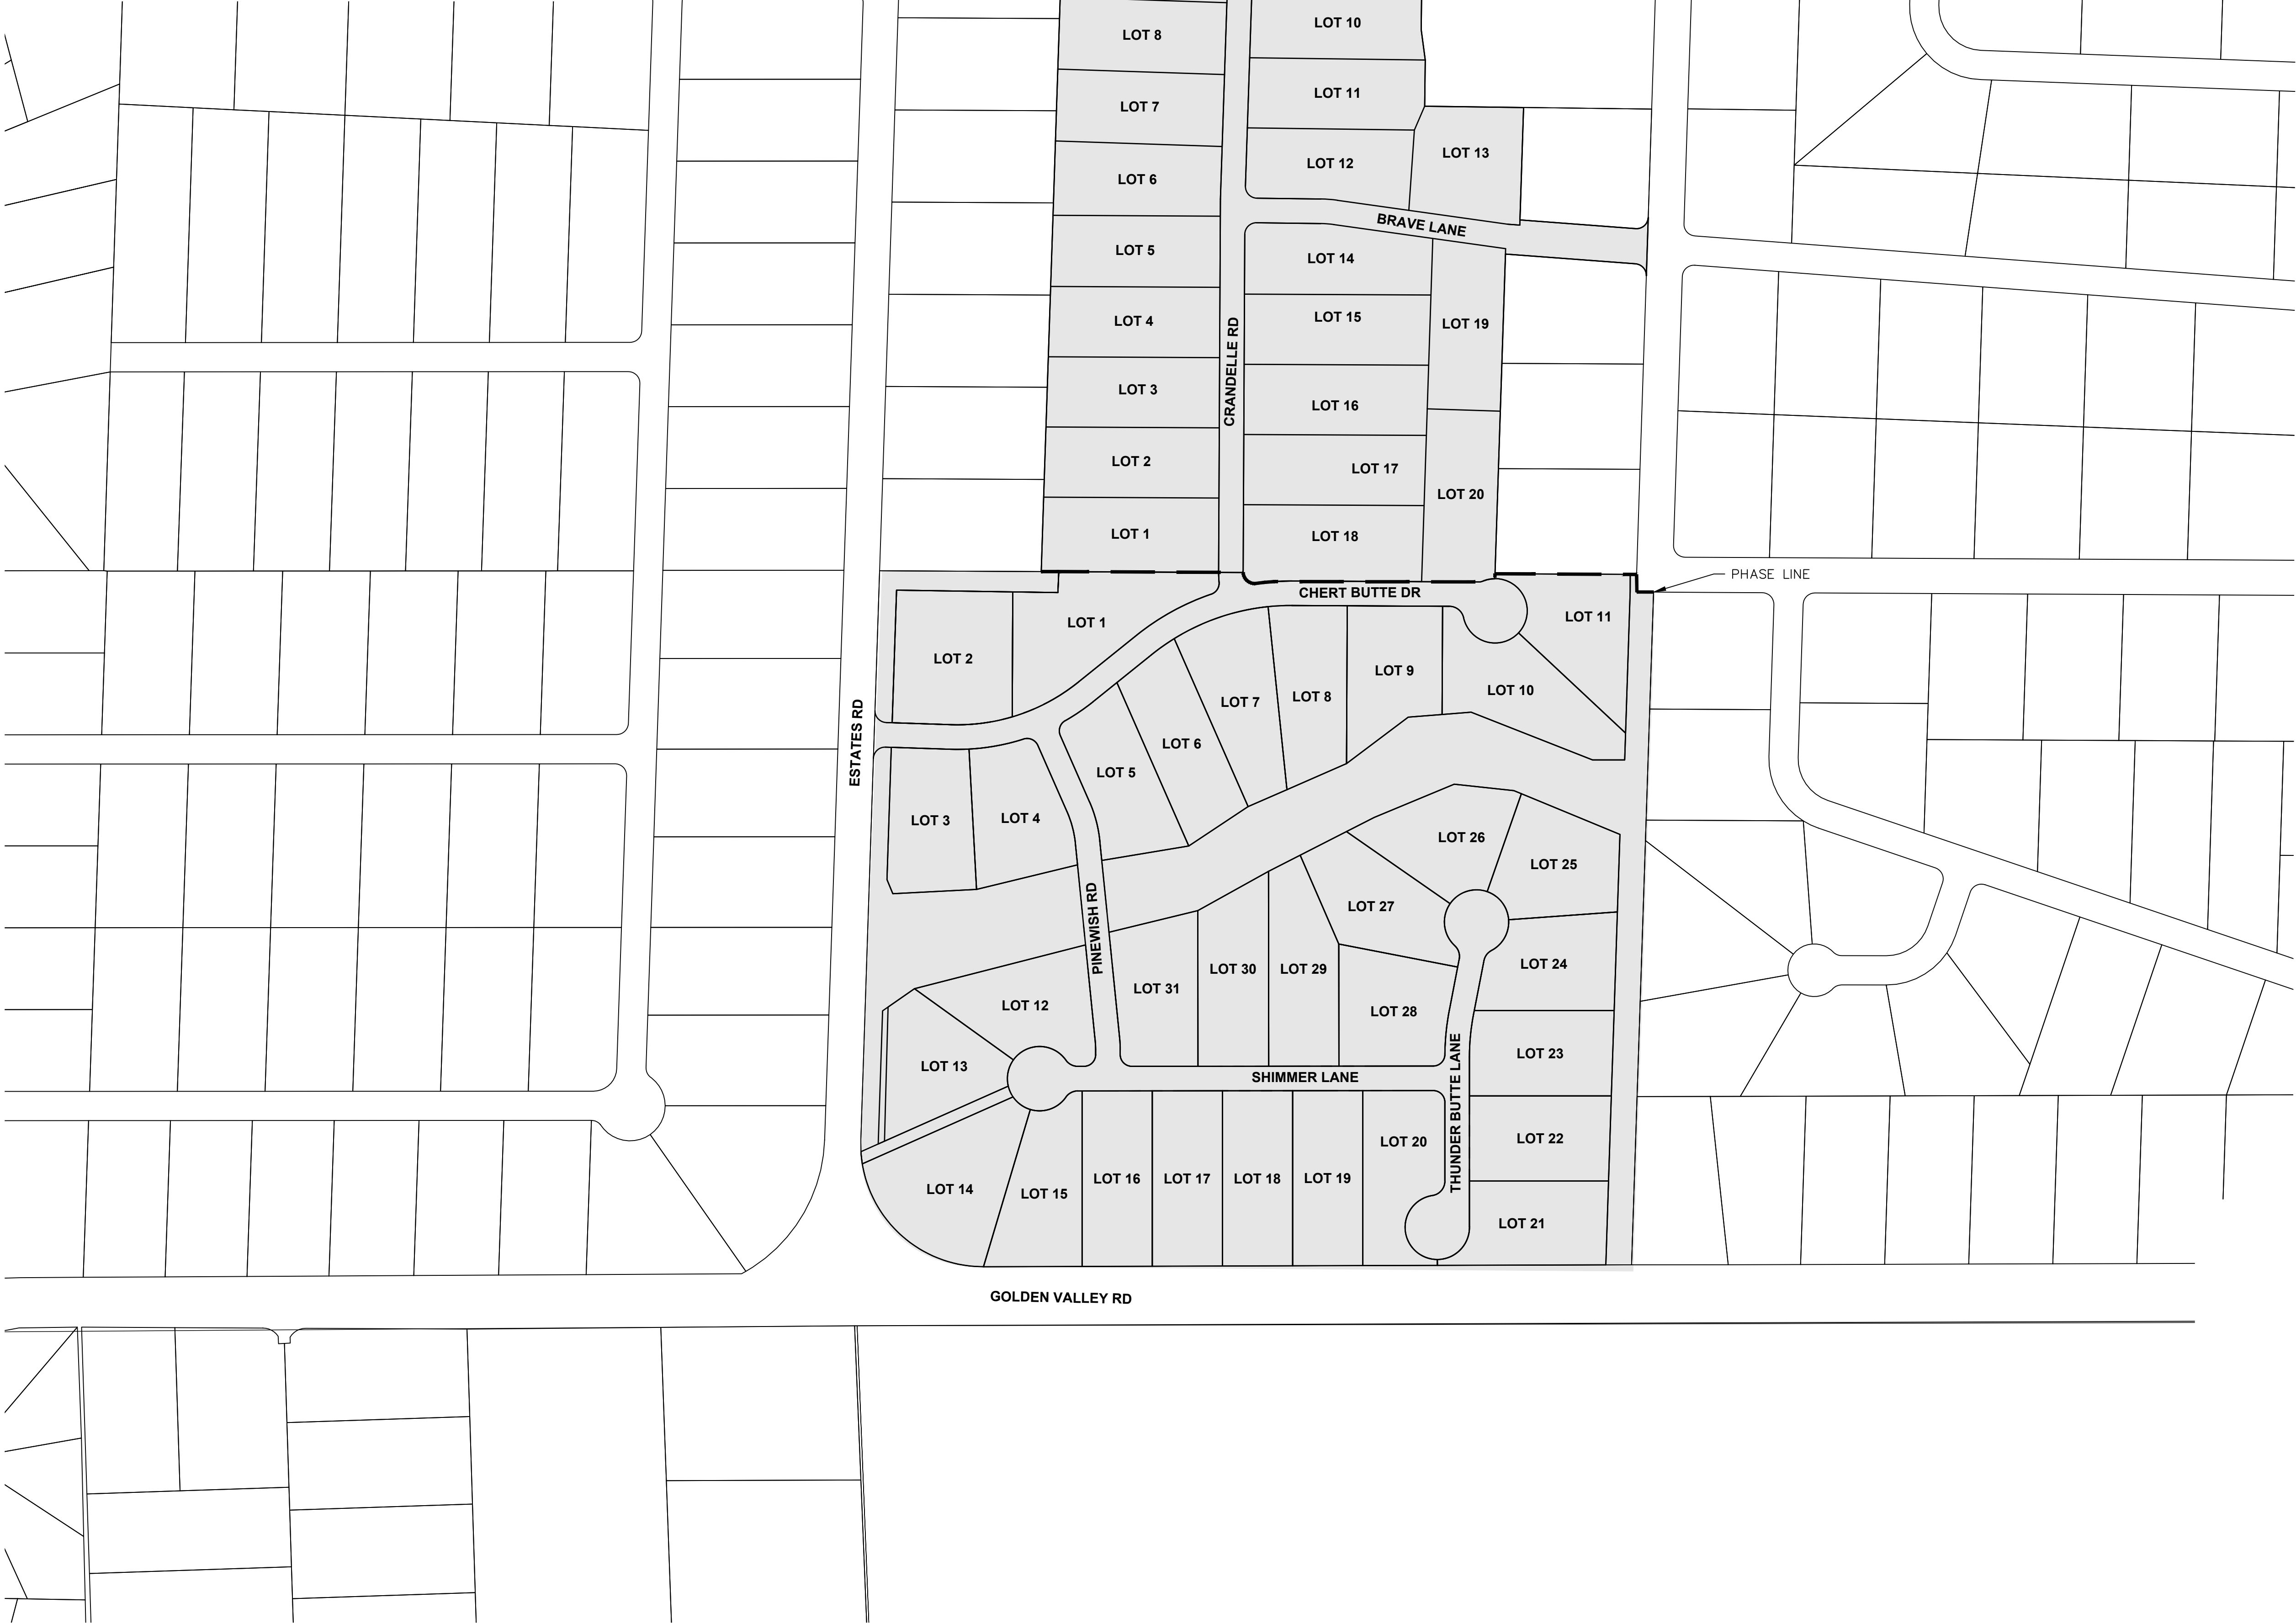 LOT 10
LOT 8
LOT 11
LOT 7
LOT 13
LOT 12
LOT 6
BRAVE LANE
LOT 5
LOT 14
LOT 4
LOT 15
LOT 19
CRANDELLE RD
LOT 3
LOT 16
LOT 2
LOT 17
LOT 20
LOT 1
LOT 18
PHASE LINE
CHERT BUTTE DR
LOT 11
LOT 1
LOT 2
LOT 9
LOT 10
LOT 8
LOT 7
ESTATES RD
LOT 6
LOT 5
LOT 3
LOT 4
LOT 26
LOT 25
LOT 27
PINEWISH RD
LOT 24
LOT 30
LOT 29
LOT 31
LOT 12
LOT 28
LOT 23
LOT 13
SHIMMER LANE
THUNDER BUTTE LANE
LOT 22
LOT 20
LOT 16
LOT 17
LOT 18
LOT 19
LOT 14
LOT 15
LOT 21
GOLDEN VALLEY RD